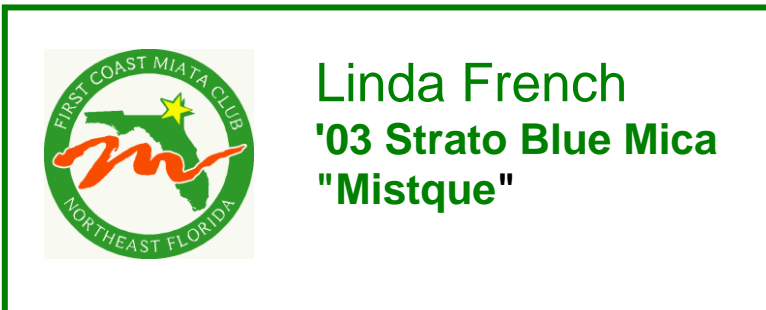 FIRST COAST MIATA CLUB
NORTHEAST FLORIDA
Linda French
'03 Strato Blue Mica
"Mistque"